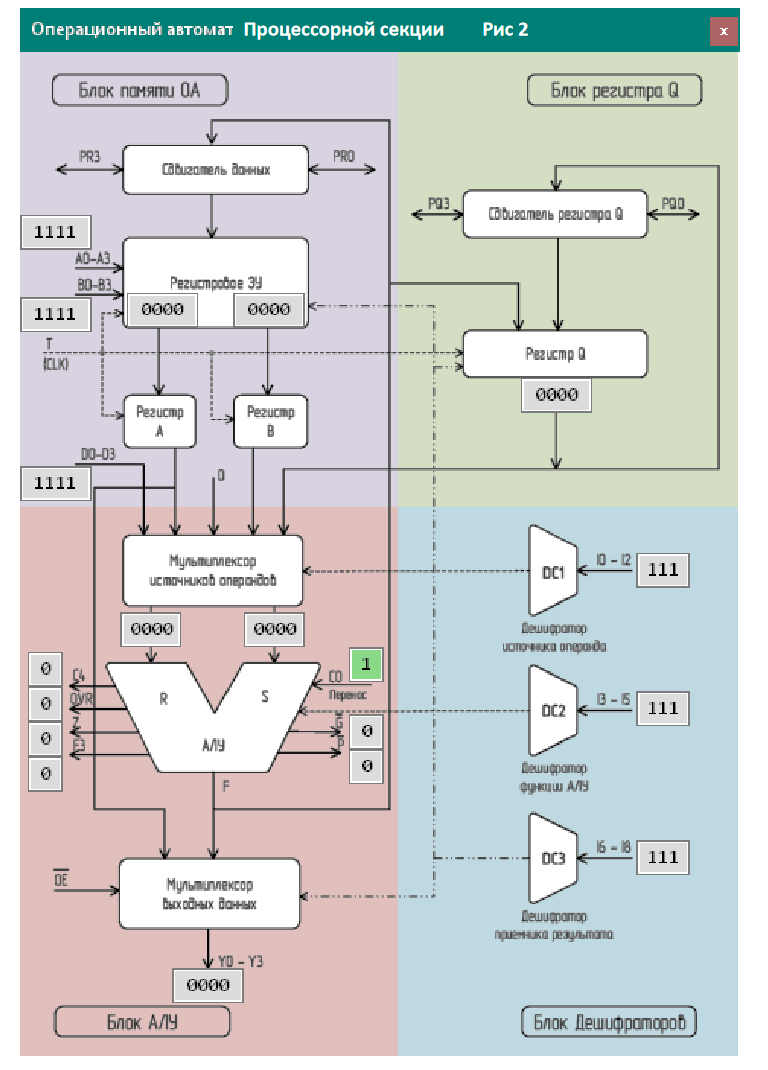 Операционный автомат Процессорной секции Рис 2 x
Блок памяти ОА
Блок регистра Q
PR3
PR0
Сдвигатель данных
PQ3
PQ0
Сдвигатель регистра Q
1111
A0-A3
B0-B3
Регистровое ЗУ
1111
0000
0000
T
(CLK)
Регистр Q
0000
Регистр
A
Регистр
B
D0-D3
0
1111
Мультиплексор
источников операндов
DC1
I0 - I2
111
Дешифратор
источника операнда
0000
0000
0
C4
R
S
C0
1
Перенос
0
OVR
0
Z
АЛУ
0
0
0
DC2
I3 - I5
111
Дешифратор
функции АЛУ
F
DC3
I6 - I8
111
OE
Мультиплексор
выходных данных
Дешифратор
приемника результата
Y0 - Y3
0000
Блок АЛУ
Блок Дешифраторов